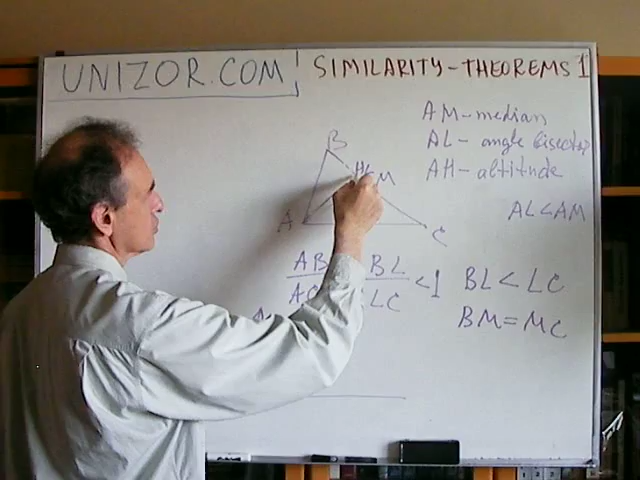 UNIZOR.COM
SIMILARITY-THEOREMS 1
AM-median
AL - angle bisector
AH-altitude
AL<AM
B
H
M
A
C
AB BL <1 BL < LC
AC LC BM=MC